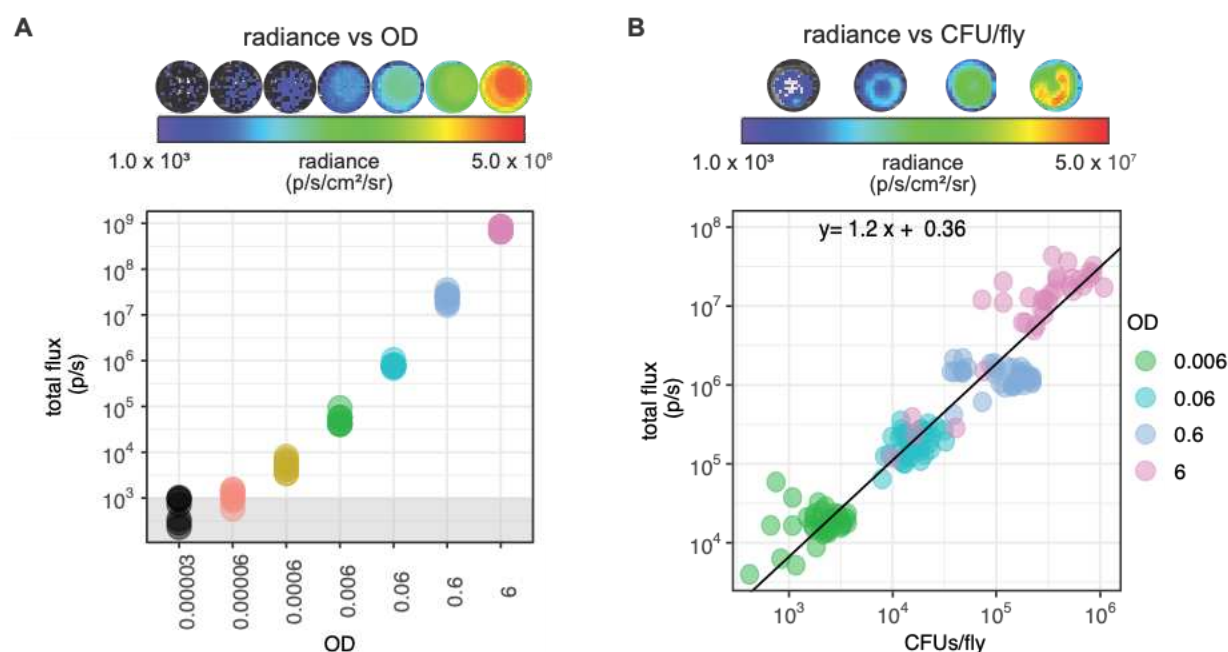 A
radiance vs OD
1.0 x 10³ radiance 5.0 x 10⁸
(p/s/cm²/sr)
10⁹
10⁸
10⁷
10⁶
10⁵
10⁴
10³
total flux
(p/s)
0.00003
0.00006
0.0006
0.006
0.06
0.6
6
OD
B
radiance vs CFU/fly
1.0 x 10³ radiance 5.0 x 10⁷
(p/s/cm²/sr)
y= 1.2 x + 0.36
10⁸
10⁷
10⁶
10⁵
10⁴
total flux
(p/s)
10³ 10⁴ 10⁵ 10⁶
CFUs/fly
OD
0.006
0.06
0.6
6